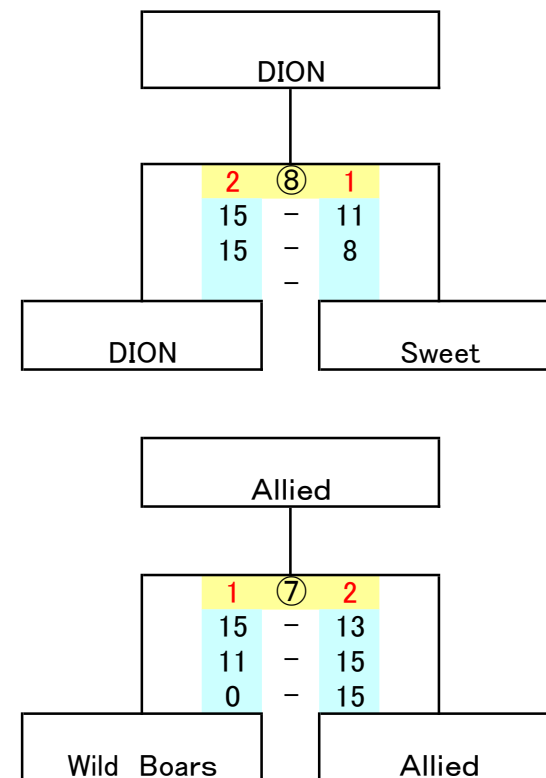 DION
2 ⑧ 1
15 - 11
15 - 8
-
DION Sweet
Allied
1 ⑦ 2
15 - 13
11 - 15
0 - 15
Wild Boars Allied